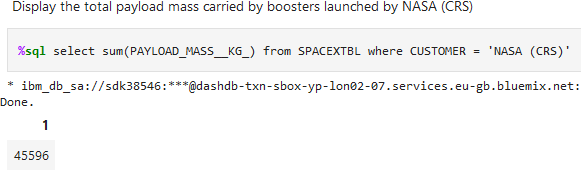 Display the total payload mass carried by boosters launched by NASA (CRS)
%sql select sum(PAYLOAD_MASS__KG_) from SPACEXTBL where CUSTOMER = 'NASA (CRS)'
* ibm_db_sa://sdk38546:***@dashdb-txn-sbox-yp-lon02-07.services.eu-gb.bluemix.net:
Done.
1
45596